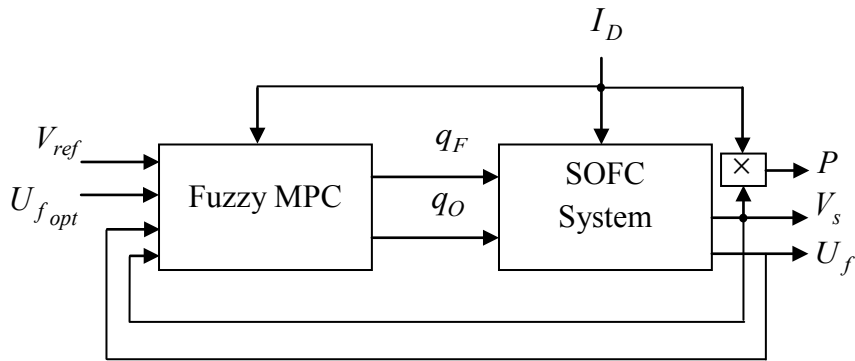 I_D
V_ref
U_f_opt
Fuzzy MPC
q_F
q_O
SOFC
System
×
P
V_s
U_f